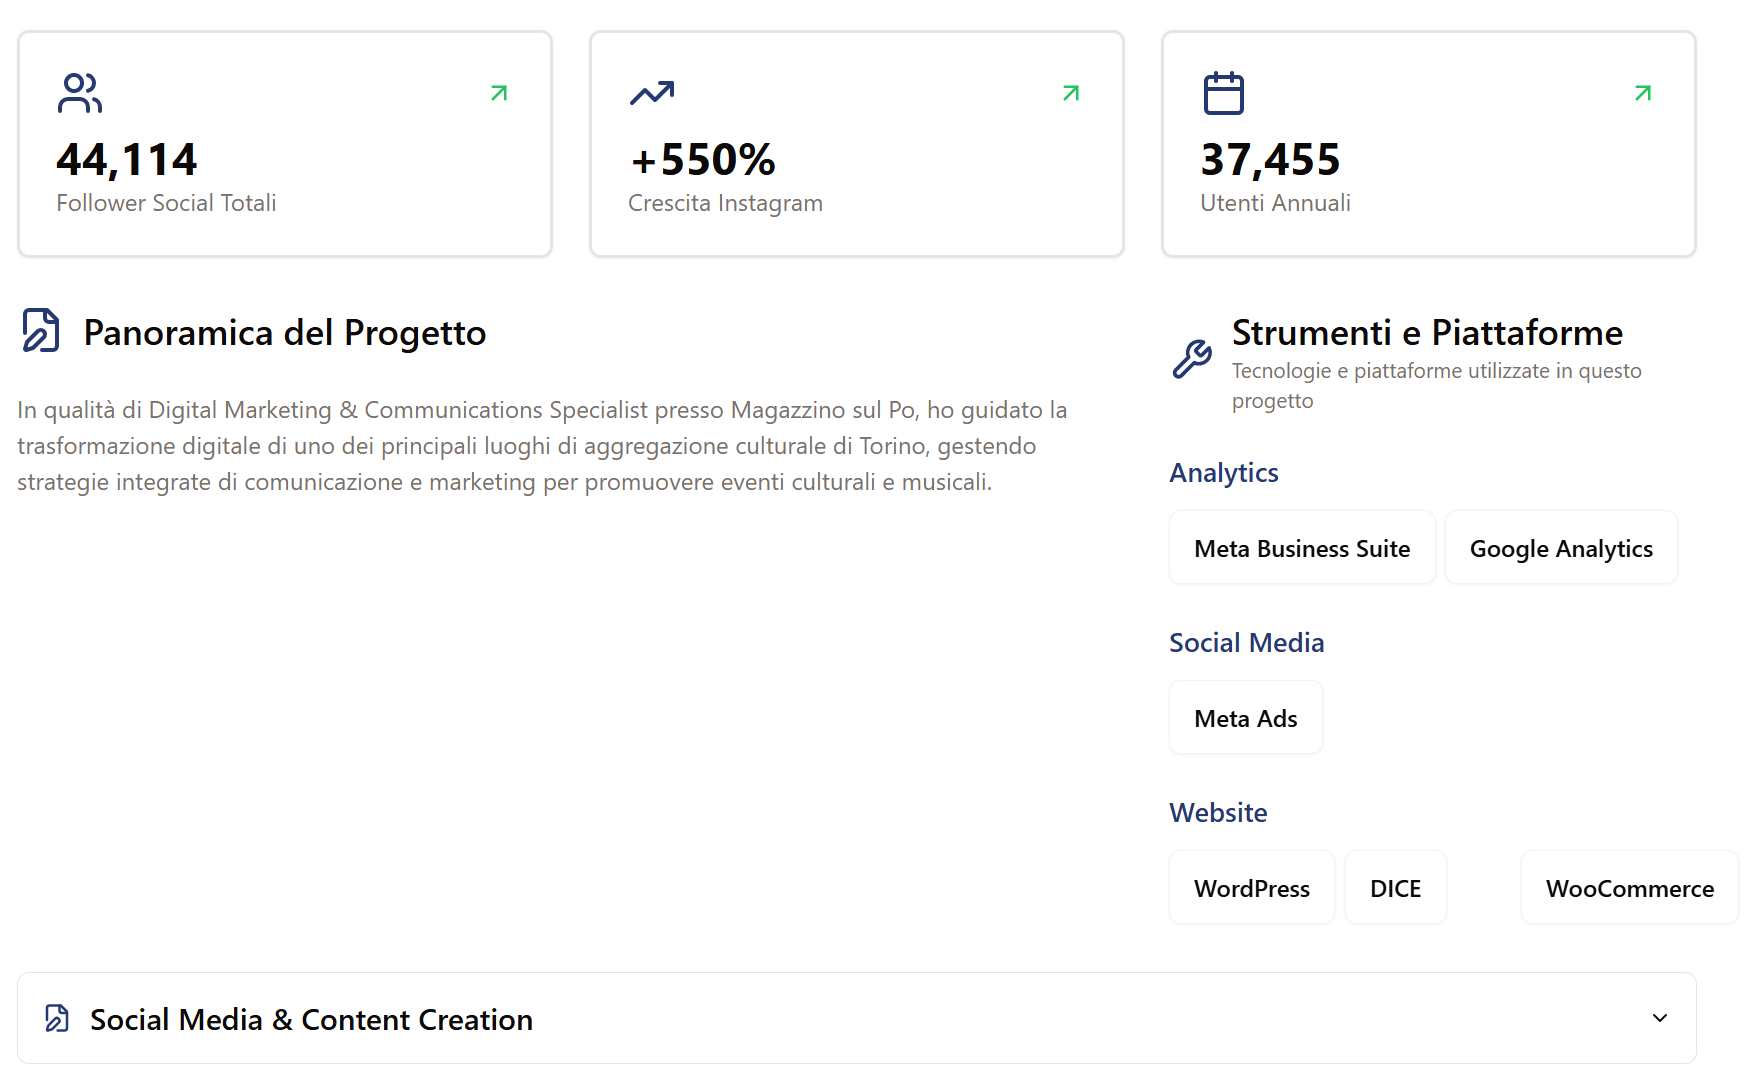 44,114
Follower Social Totali
+550%
Crescita Instagram
37,455
Utenti Annuali
Panoramica del Progetto
In qualità di Digital Marketing & Communications Specialist presso Magazzino sul Po, ho guidato la
trasformazione digitale di uno dei principali luoghi di aggregazione culturale di Torino, gestendo
strategie integrate di comunicazione e marketing per promuovere eventi culturali e musicali.
Strumenti e Piattaforme
Tecnologie e piattaforme utilizzate in questo
progetto
Analytics
Meta Business Suite
Google Analytics
Social Media
Meta Ads
Website
WordPress
DICE
WooCommerce
Social Media & Content Creation